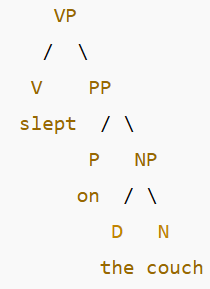 VP
/ \
V PP
slept / \
P NP
on / \
D N
the couch